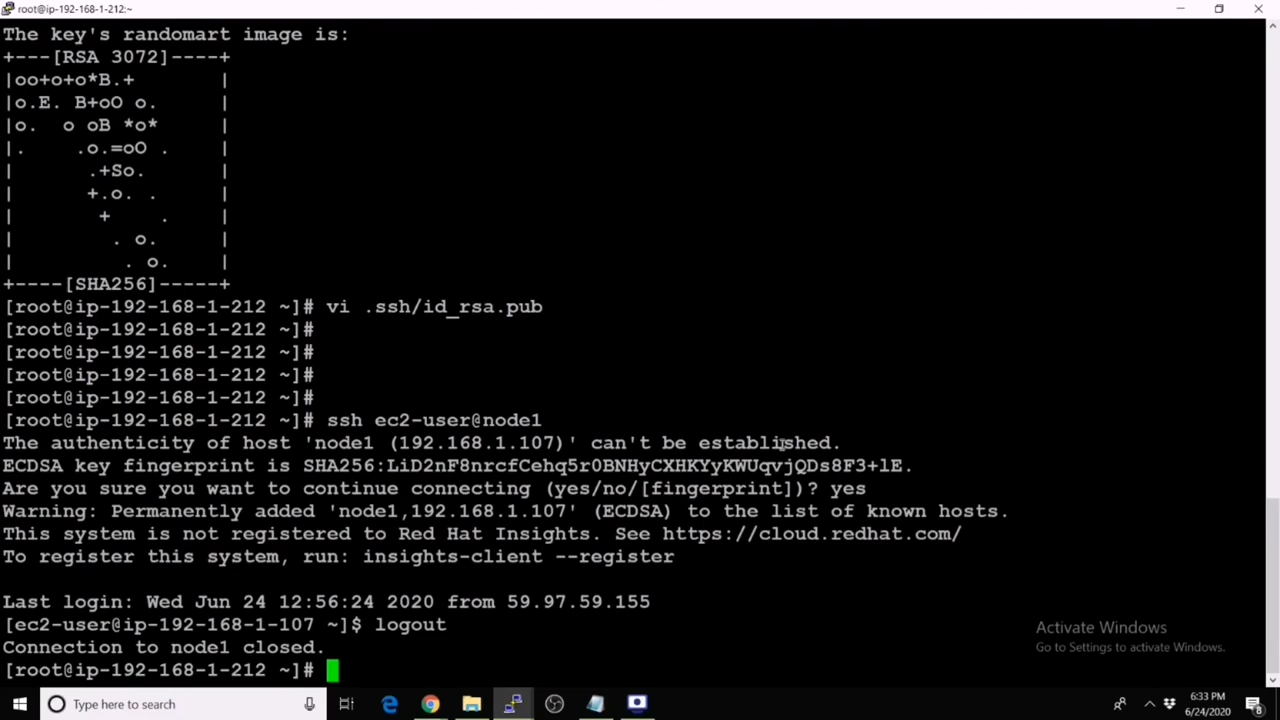 root@ip-192-168-1-212:~
The key's randomart image is:
+---[RSA 3072]----+
|oo+o+o*B.+       |
|o.E. B+oO o.     |
|o.  o oB *o*     |
|.    .o.=oO .    |
|      .+So.      |
|      +.o. .     |
|       +    .    |
|        . o.     |
|         . o.    |
+----[SHA256]-----+
[root@ip-192-168-1-212 ~]# vi .ssh/id_rsa.pub
[root@ip-192-168-1-212 ~]#
[root@ip-192-168-1-212 ~]#
[root@ip-192-168-1-212 ~]#
[root@ip-192-168-1-212 ~]#
[root@ip-192-168-1-212 ~]# ssh ec2-user@node1
The authenticity of host 'node1 (192.168.1.107)' can't be established.
ECDSA key fingerprint is SHA256:LiD2nF8nrcfCehq5r0BNHyCXHKYyKWUqvjQDs8F3+lE.
Are you sure you want to continue connecting (yes/no/[fingerprint])? yes
Warning: Permanently added 'node1,192.168.1.107' (ECDSA) to the list of known hosts.
This system is not registered to Red Hat Insights. See https://cloud.redhat.com/
To register this system, run: insights-client --register
Last login: Wed Jun 24 12:56:24 2020 from 59.97.59.155
[ec2-user@ip-192-168-1-107 ~]$ logout
Connection to node1 closed.
[root@ip-192-168-1-212 ~]#
Activate Windows
Go to Settings to activate Windows.
Type here to search
6:33 PM
6/24/2020
8